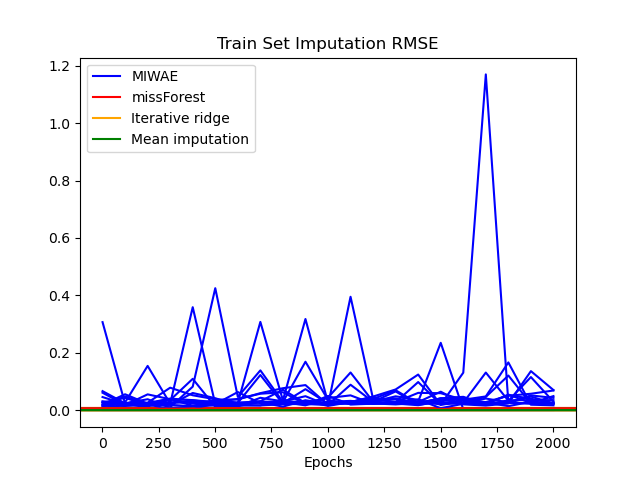 Train Set Imputation RMSE
1.2
1.0
0.8
0.6
0.4
0.2
0.0
MIWAE
missForest
Iterative ridge
Mean imputation
0 250 500 750 1000 1250 1500 1750 2000
Epochs